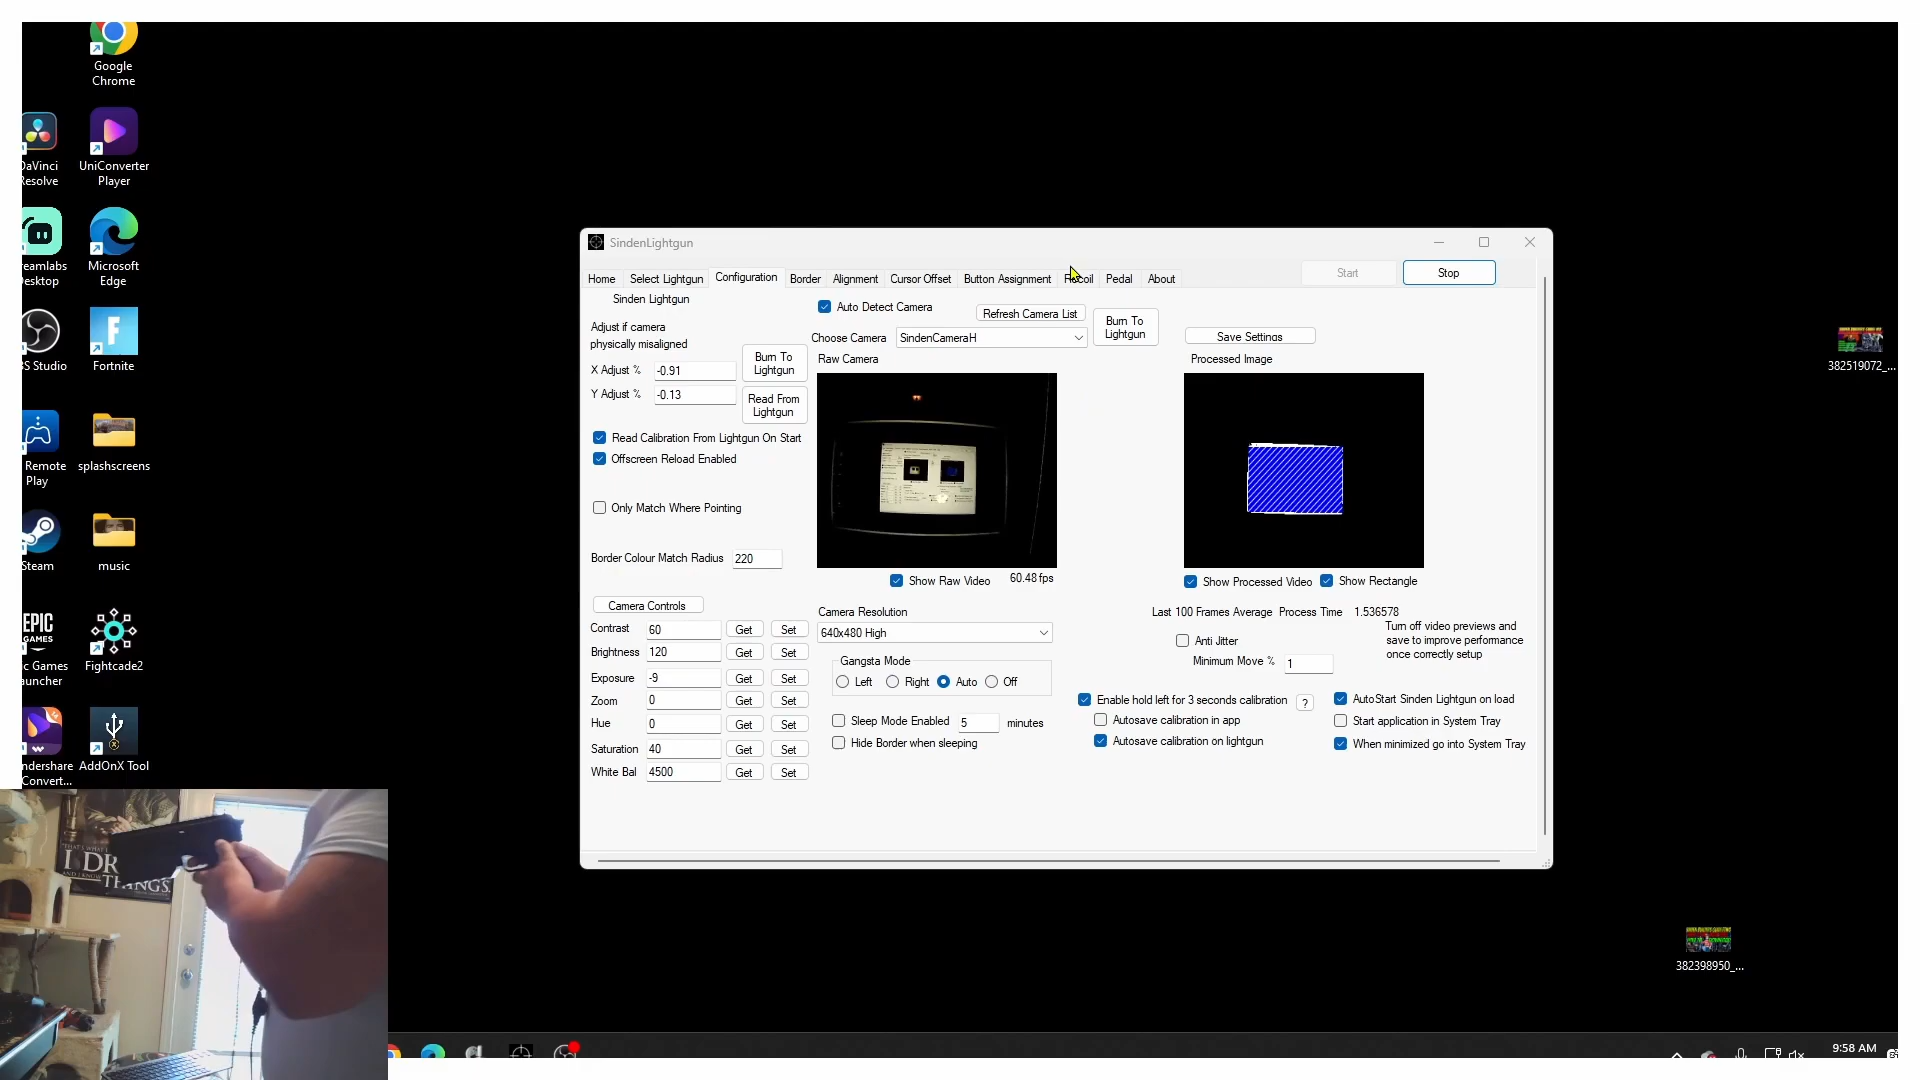 Google
Chrome
DaVinci
Resolve
UniConverter
Player
reamlabs
Desktop
Microsoft
Edge
BS Studio
Fortnite
Remote
Play
splashscreens
Steam
music
EPIC
GAMES
ic Games
auncher
Fightcade2
ndershare
Convert...
AddOnX Tool
SindenLightgun
Home
Select Lightgun
Configuration
Border
Alignment
Cursor Offset
Button Assignment
Recoil
Pedal
About
Start
Stop
Sinden Lightgun
Adjust if camera
physically misaligned
X Adjust %
-0.91
Y Adjust %
-0.13
Burn To
Lightgun
Read From
Lightgun
Read Calibration From Lightgun On Start
Offscreen Reload Enabled
Only Match Where Pointing
Border Colour Match Radius
220
Auto Detect Camera
Refresh Camera List
Choose Camera
SindenCameraH
Burn To
Lightgun
Save Settings
Raw Camera
Processed Image
Show Raw Video
60.48 fps
Show Processed Video
Show Rectangle
Camera Controls
Contrast
60
Get
Set
Brightness
120
Get
Set
Exposure
-9
Get
Set
Zoom
0
Get
Set
Hue
0
Get
Set
Saturation
40
Get
Set
White Bal
4500
Get
Set
Camera Resolution
640x480 High
Gangsta Mode
Left
Right
Auto
Off
Sleep Mode Enabled
5
minutes
Hide Border when sleeping
Last 100 Frames Average Process Time 1.536578
Anti Jitter
Minimum Move %
1
Turn off video previews and
save to improve performance
once correctly setup
Enable hold left for 3 seconds calibration
?
Autosave calibration in app
Autosave calibration on lightgun
AutoStart Sinden Lightgun on load
Start application in System Tray
When minimized go into System Tray
382519072_...
382398950_...
I DR
THINGS.
9:58 AM